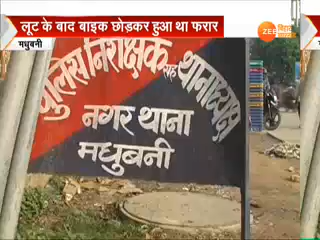 लूट के बाद बाइक छोड़कर हुआ था फरार
मधुबनी
ZEE
बिहार
पुलिस निरीक्षक सह थानाध्यक्ष
नगर थाना
मधुबनी